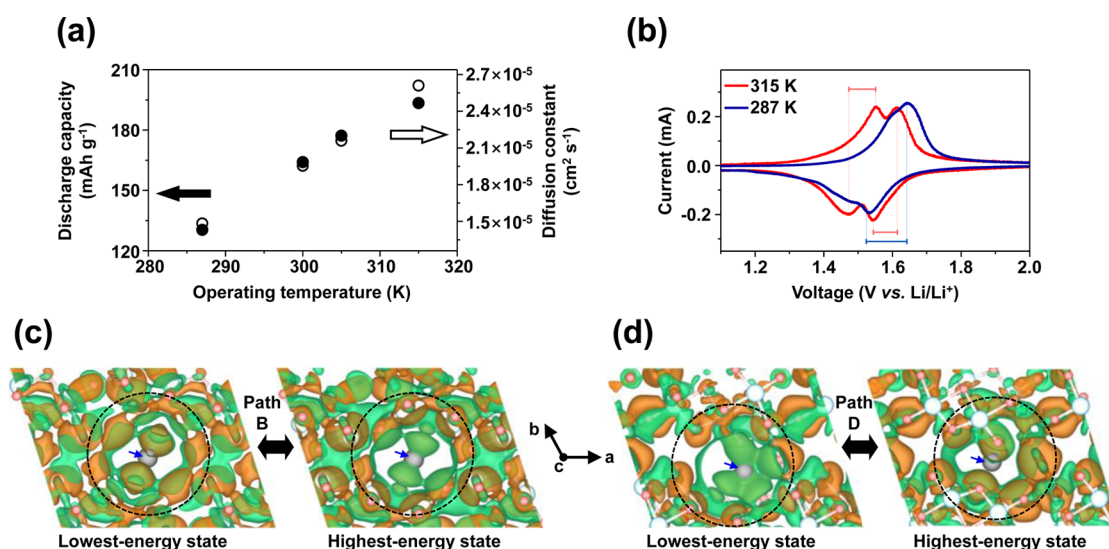 (a)
210
180
150
120
Discharge capacity
(mAh g⁻¹)
2.7×10⁻⁵
2.4×10⁻⁵
2.1×10⁻⁵
1.8×10⁻⁵
1.5×10⁻⁵
Diffusion constant
(cm² s⁻¹)
280 290 300 310 320
Operating temperature (K)
(b)
315 K
287 K
0.2
0.0
-0.2
Current (mA)
1.2 1.4 1.6 1.8 2.0
Voltage (V vs. Li/Li⁺)
(c)
Path
B
Lowest-energy state
Highest-energy state
b
c
a
(d)
Path
D
Lowest-energy state
Highest-energy state